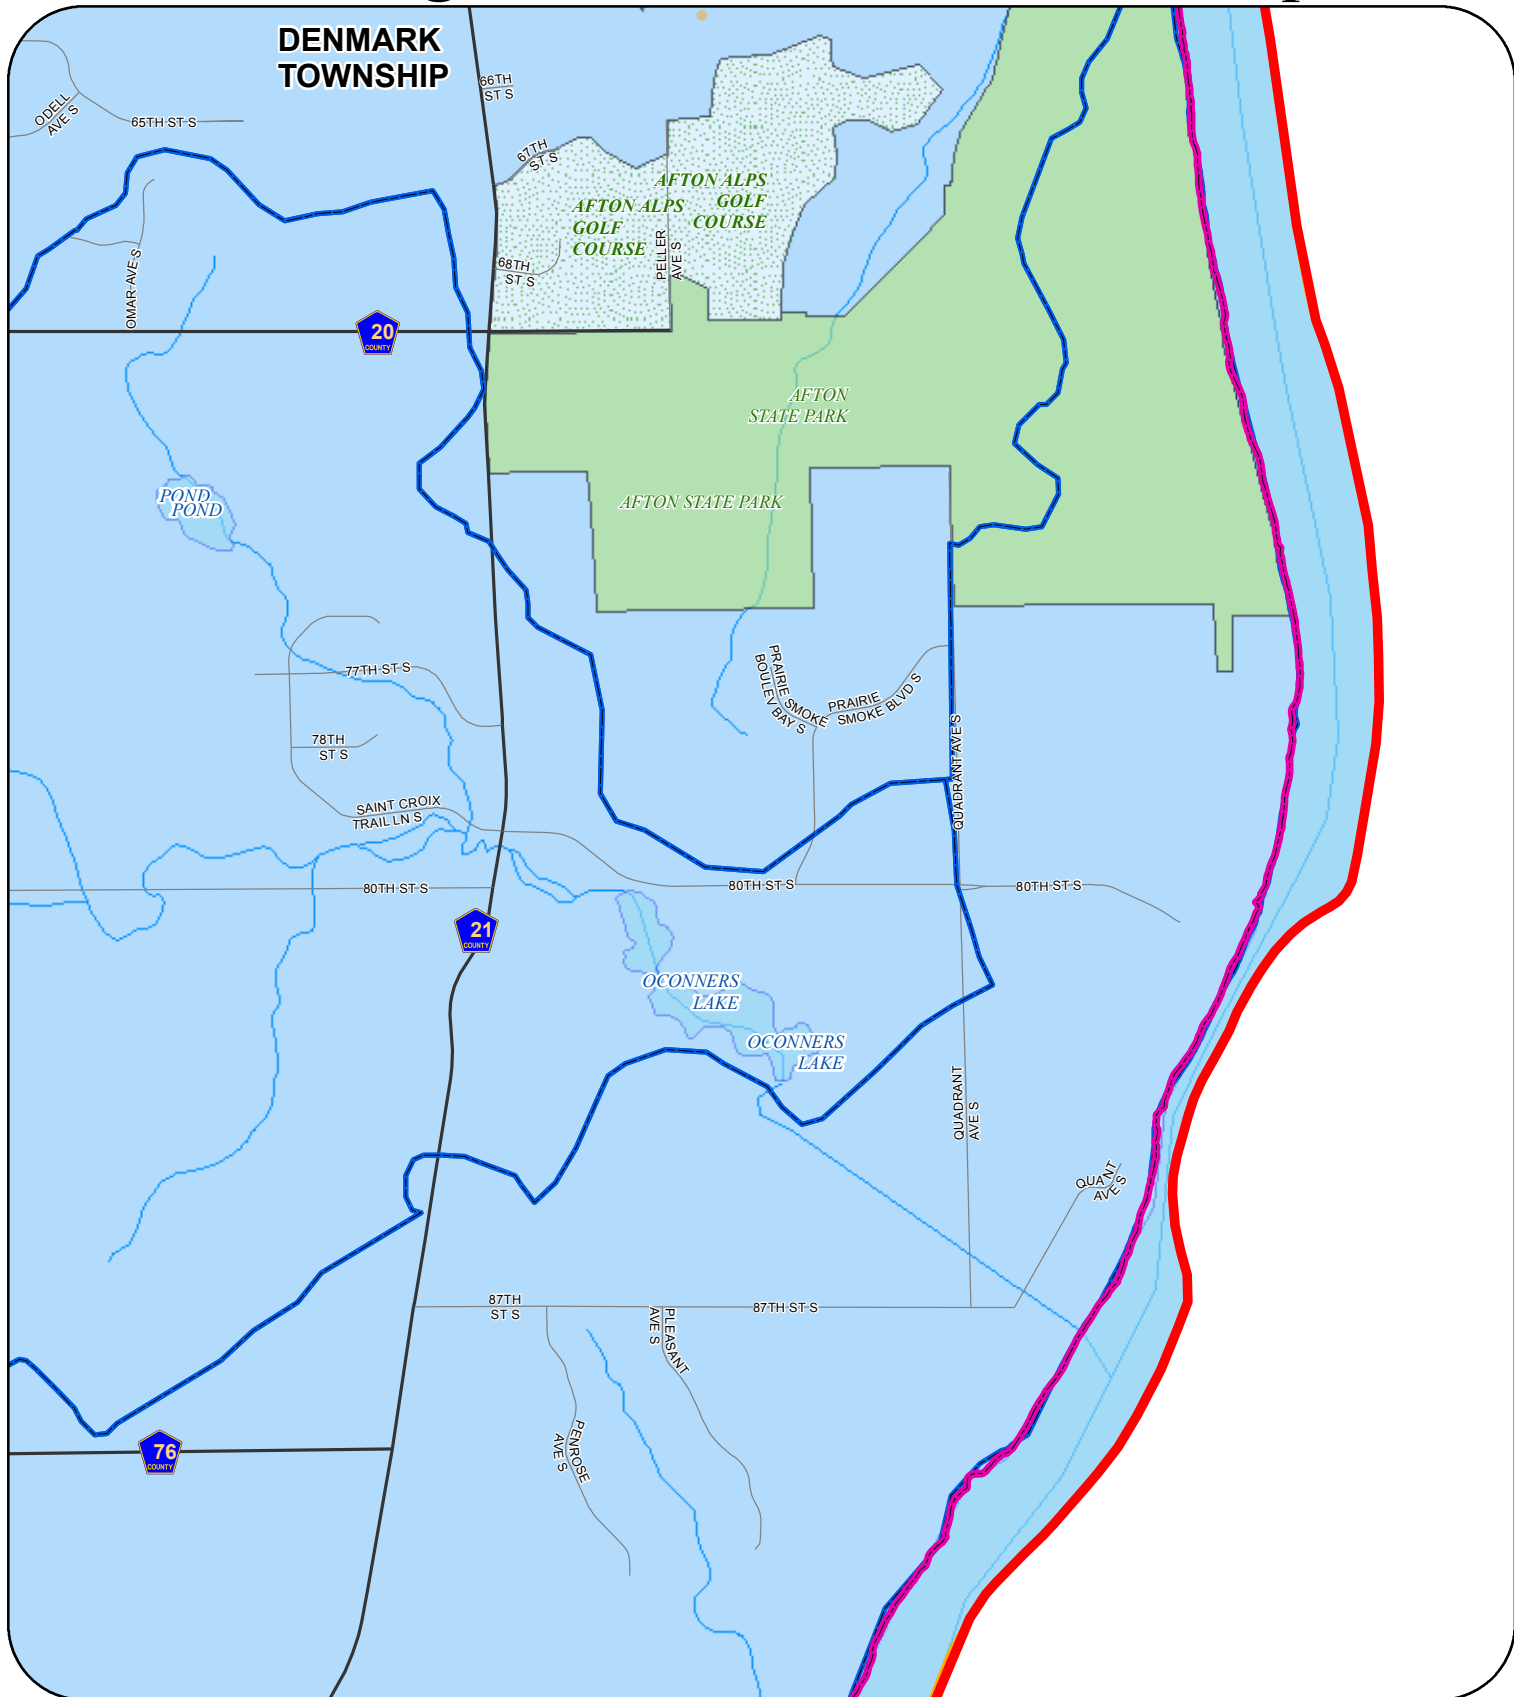 DENMARK
TOWNSHIP
66TH
ST S
ODELL
AVE S
65TH ST S
67TH
ST S
AFTON ALPS
GOLF
COURSE
AFTON ALPS
GOLF
COURSE
PELLER
AVE S
68TH
ST S
OMAR AVE S
20
COUNTY
AFTON
STATE PARK
AFTON STATE PARK
POND
POND
77TH ST S
78TH
ST S
PRAIRIE SMOKE
BOULEV BAY S
PRAIRIE
SMOKE BLVD S
QUADRANT AVE S
SAINT CROIX
TRAIL LN S
80TH ST S
80TH ST S
80TH ST S
21
COUNTY
OCONNERS
LAKE
OCONNERS
LAKE
QUADRANT
AVE S
QUANT
AVE S
87TH
ST S
PLEASANT
AVE S
87TH ST S
PENROSE
AVE S
76
COUNTY